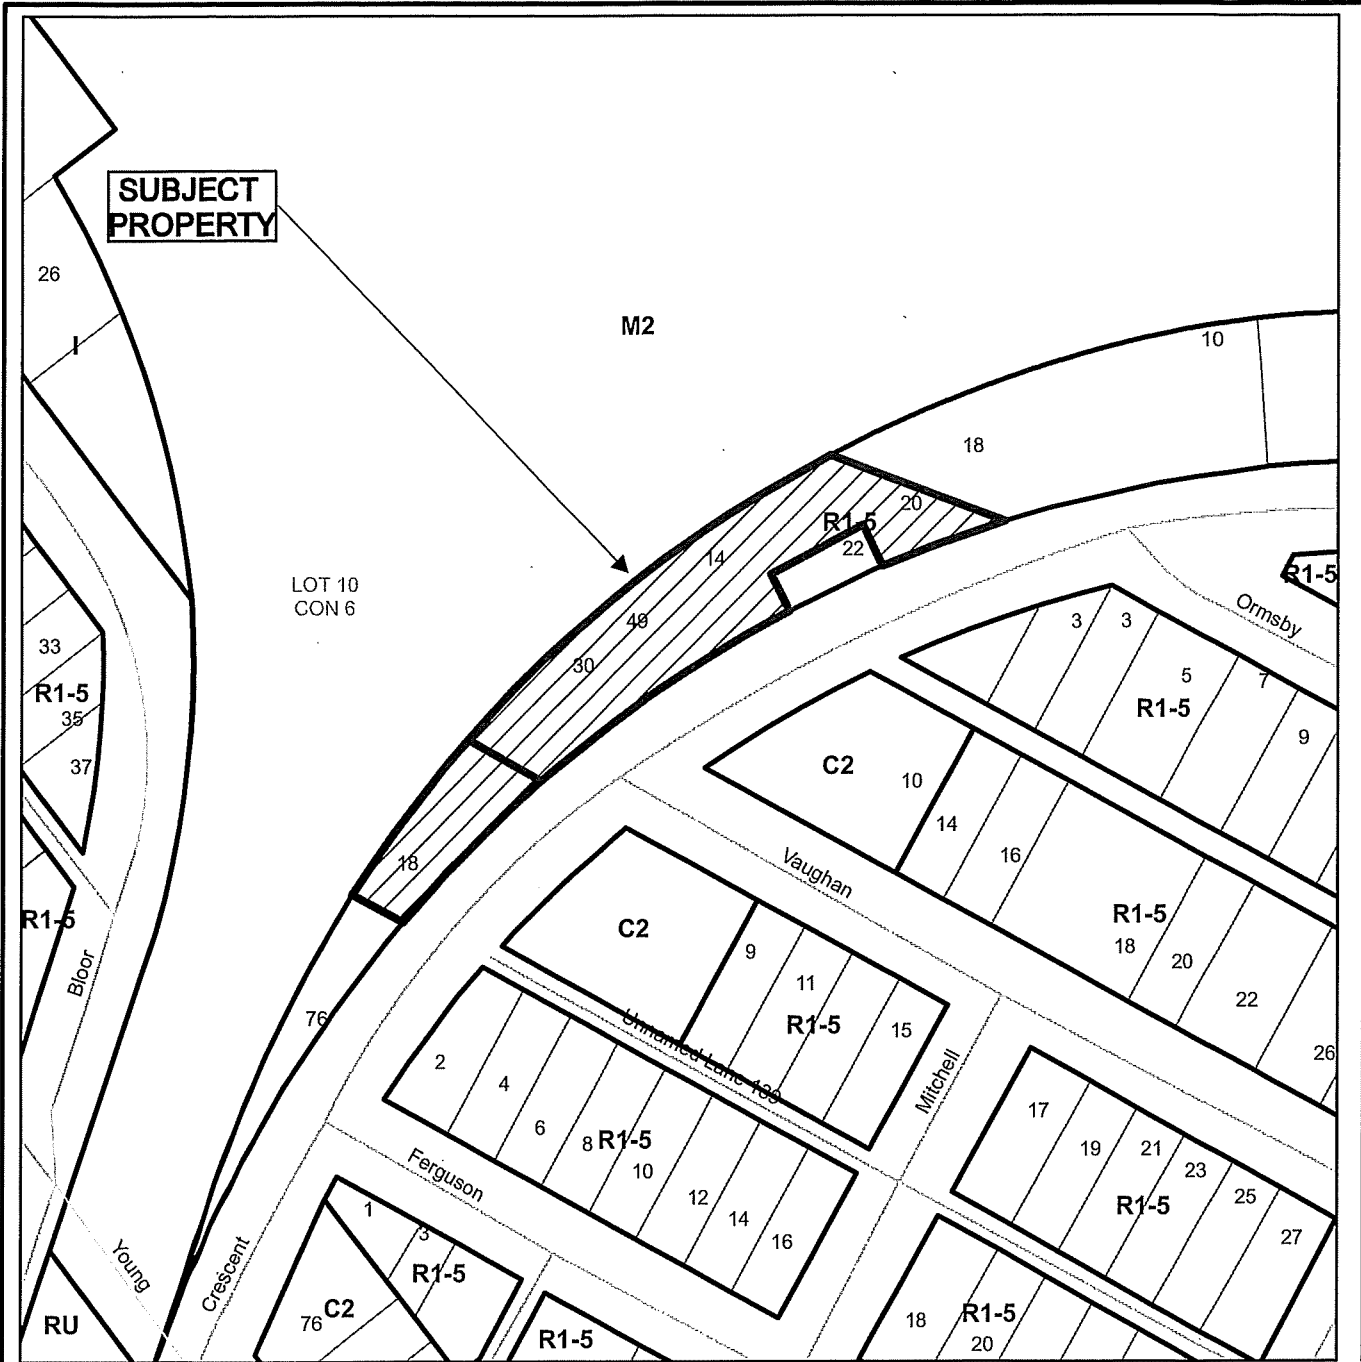 SUBJECT
PROPERTY
26
I
M2
10
18
20
R1-5
22
14
LOT 10
CON 6
49
30
33
R1-5
35
37
R1-5
Ormsby
3
3
5
7
R1-5
9
C2
10
14
16
18
Vaughan
R1-5
18
20
22
26
R1-5
Bloor
C2
9
11
R1-5
15
76
Unnamed Lane 139
Mitchell
2
4
6
8
R1-5
10
12
14
16
17
19
21
23
25
R1-5
27
Ferguson
1
3
R1-5
Young
Crescent
C2
76
RU
R1-5
18
R1-5
20